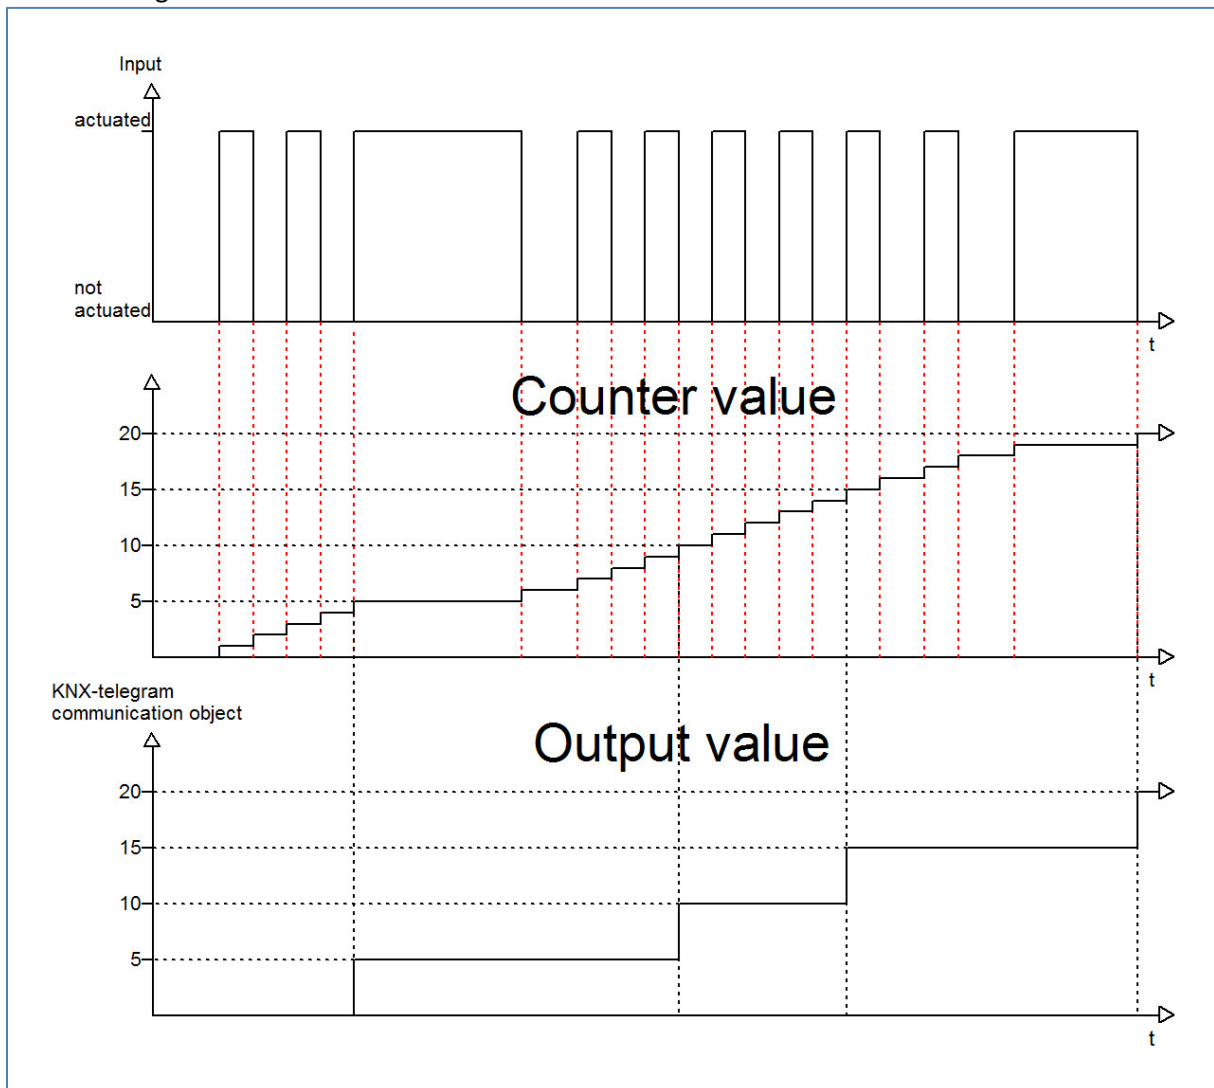 Input
actuated
not
actuated
t
Counter value
20
15
10
5
t
KNX-telegram
communication object
Output value
20
15
10
5
t